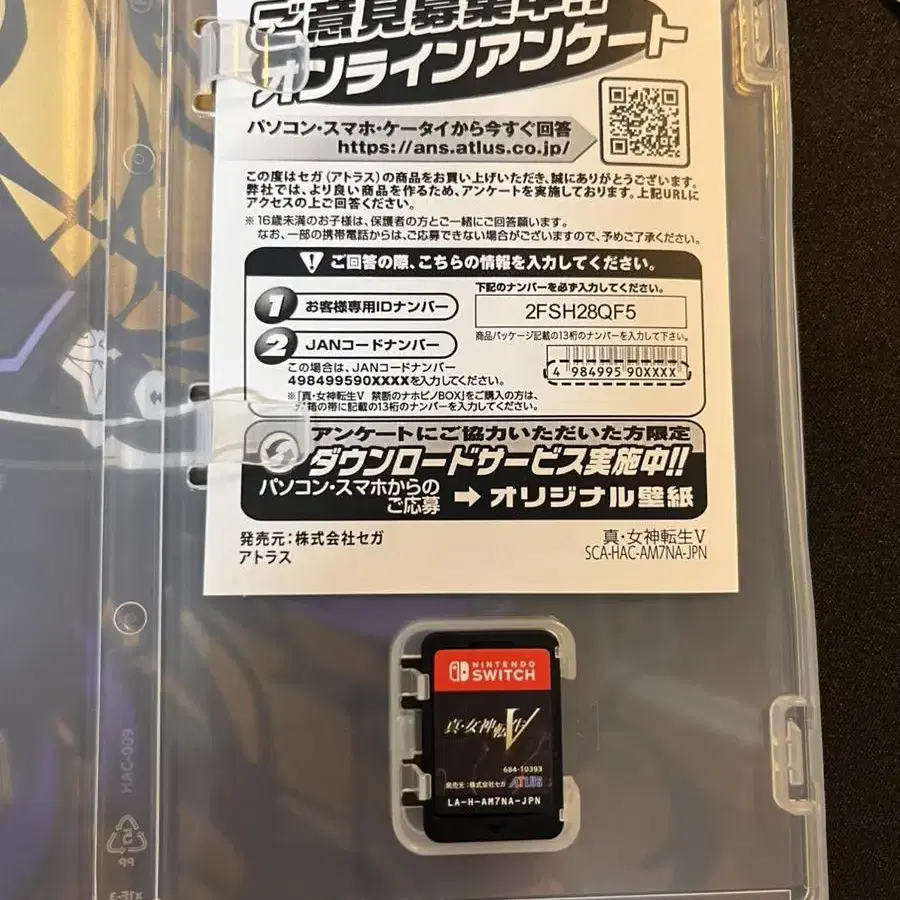 ご意見募集中!!
オンラインアンケート
パソコン・スマホ・ケータイから今すぐ回答
https://ans.atlus.co.jp/
この度はセガ(アトラス)の商品をお買い上げいただき、誠にありがとうございます。
弊社では、より良い商品を作るため、アンケートを実施しております。上記URLに
アクセスの上ご回答ください。
※16歳未満のお子様は、保護者の方とご一緒にご回答願います。
なお、一部の携帯電話からは、ご応募できない場合がございますので、予めご了承ください。
! ご回答の際、こちらの情報を入力してください。
1 お客様専用IDナンバー
下記のナンバーを必ず入力してください。
2FSH28QF5
2 JANコードナンバー
商品パッケージ記載の13桁のナンバーを入力して下さい。
4 984995 90XXXX
この場合は、JANコードナンバー
498499590XXXXを入力してください。
※「真・女神転生V 禁断のナホビノBOX」をご購入の方は、
箱の帯に記載の13桁のナンバーを入力してください。
アンケートにご協力いただいた方限定
ダウンロードサービス実施中!!
パソコン・スマホからの
ご応募
➡ オリジナル壁紙
発売元:株式会社セガ
アトラス
真・女神転生V
SCA-HAC-AM7NA-JPN
NINTENDO
SWITCH
真・女神転生V
684-10393
発売元:株式会社セガ ATLUS
LA-H-AM7NA-JPN
HAC-009
5
PP